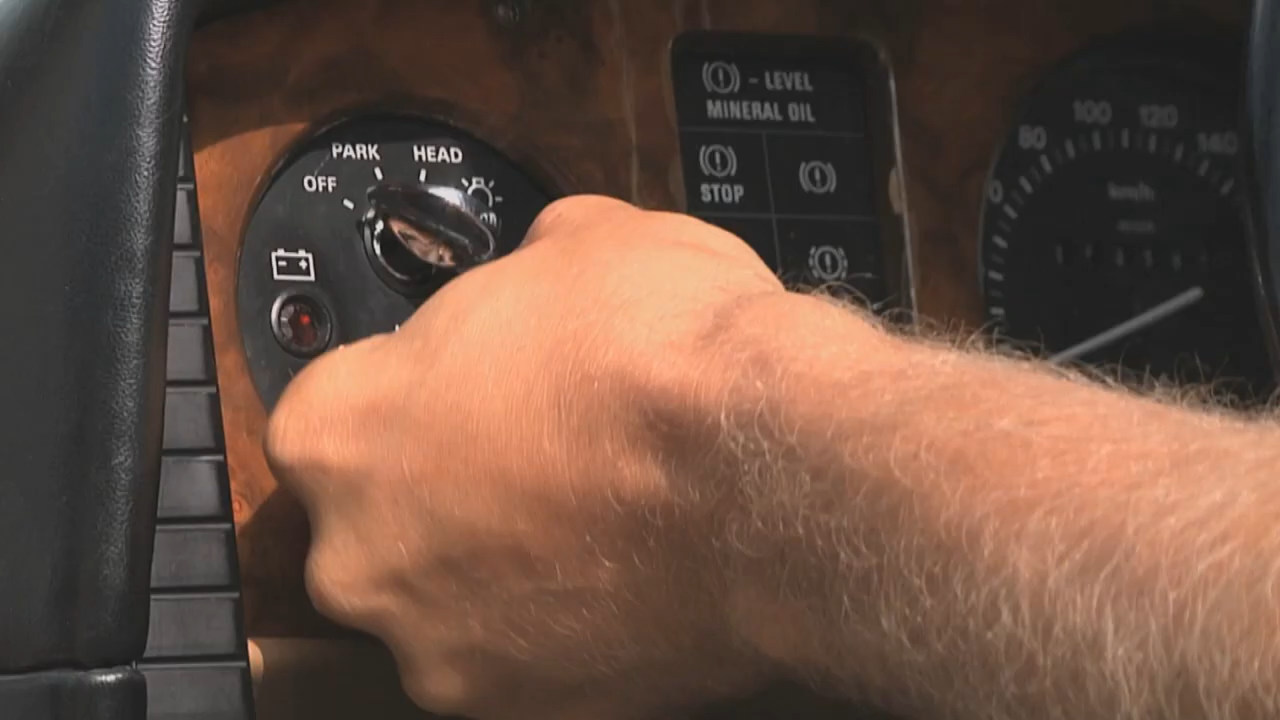 PARK HEAD
OFF
- LEVEL
MINERAL OIL
STOP
80 100 120 140
km/h